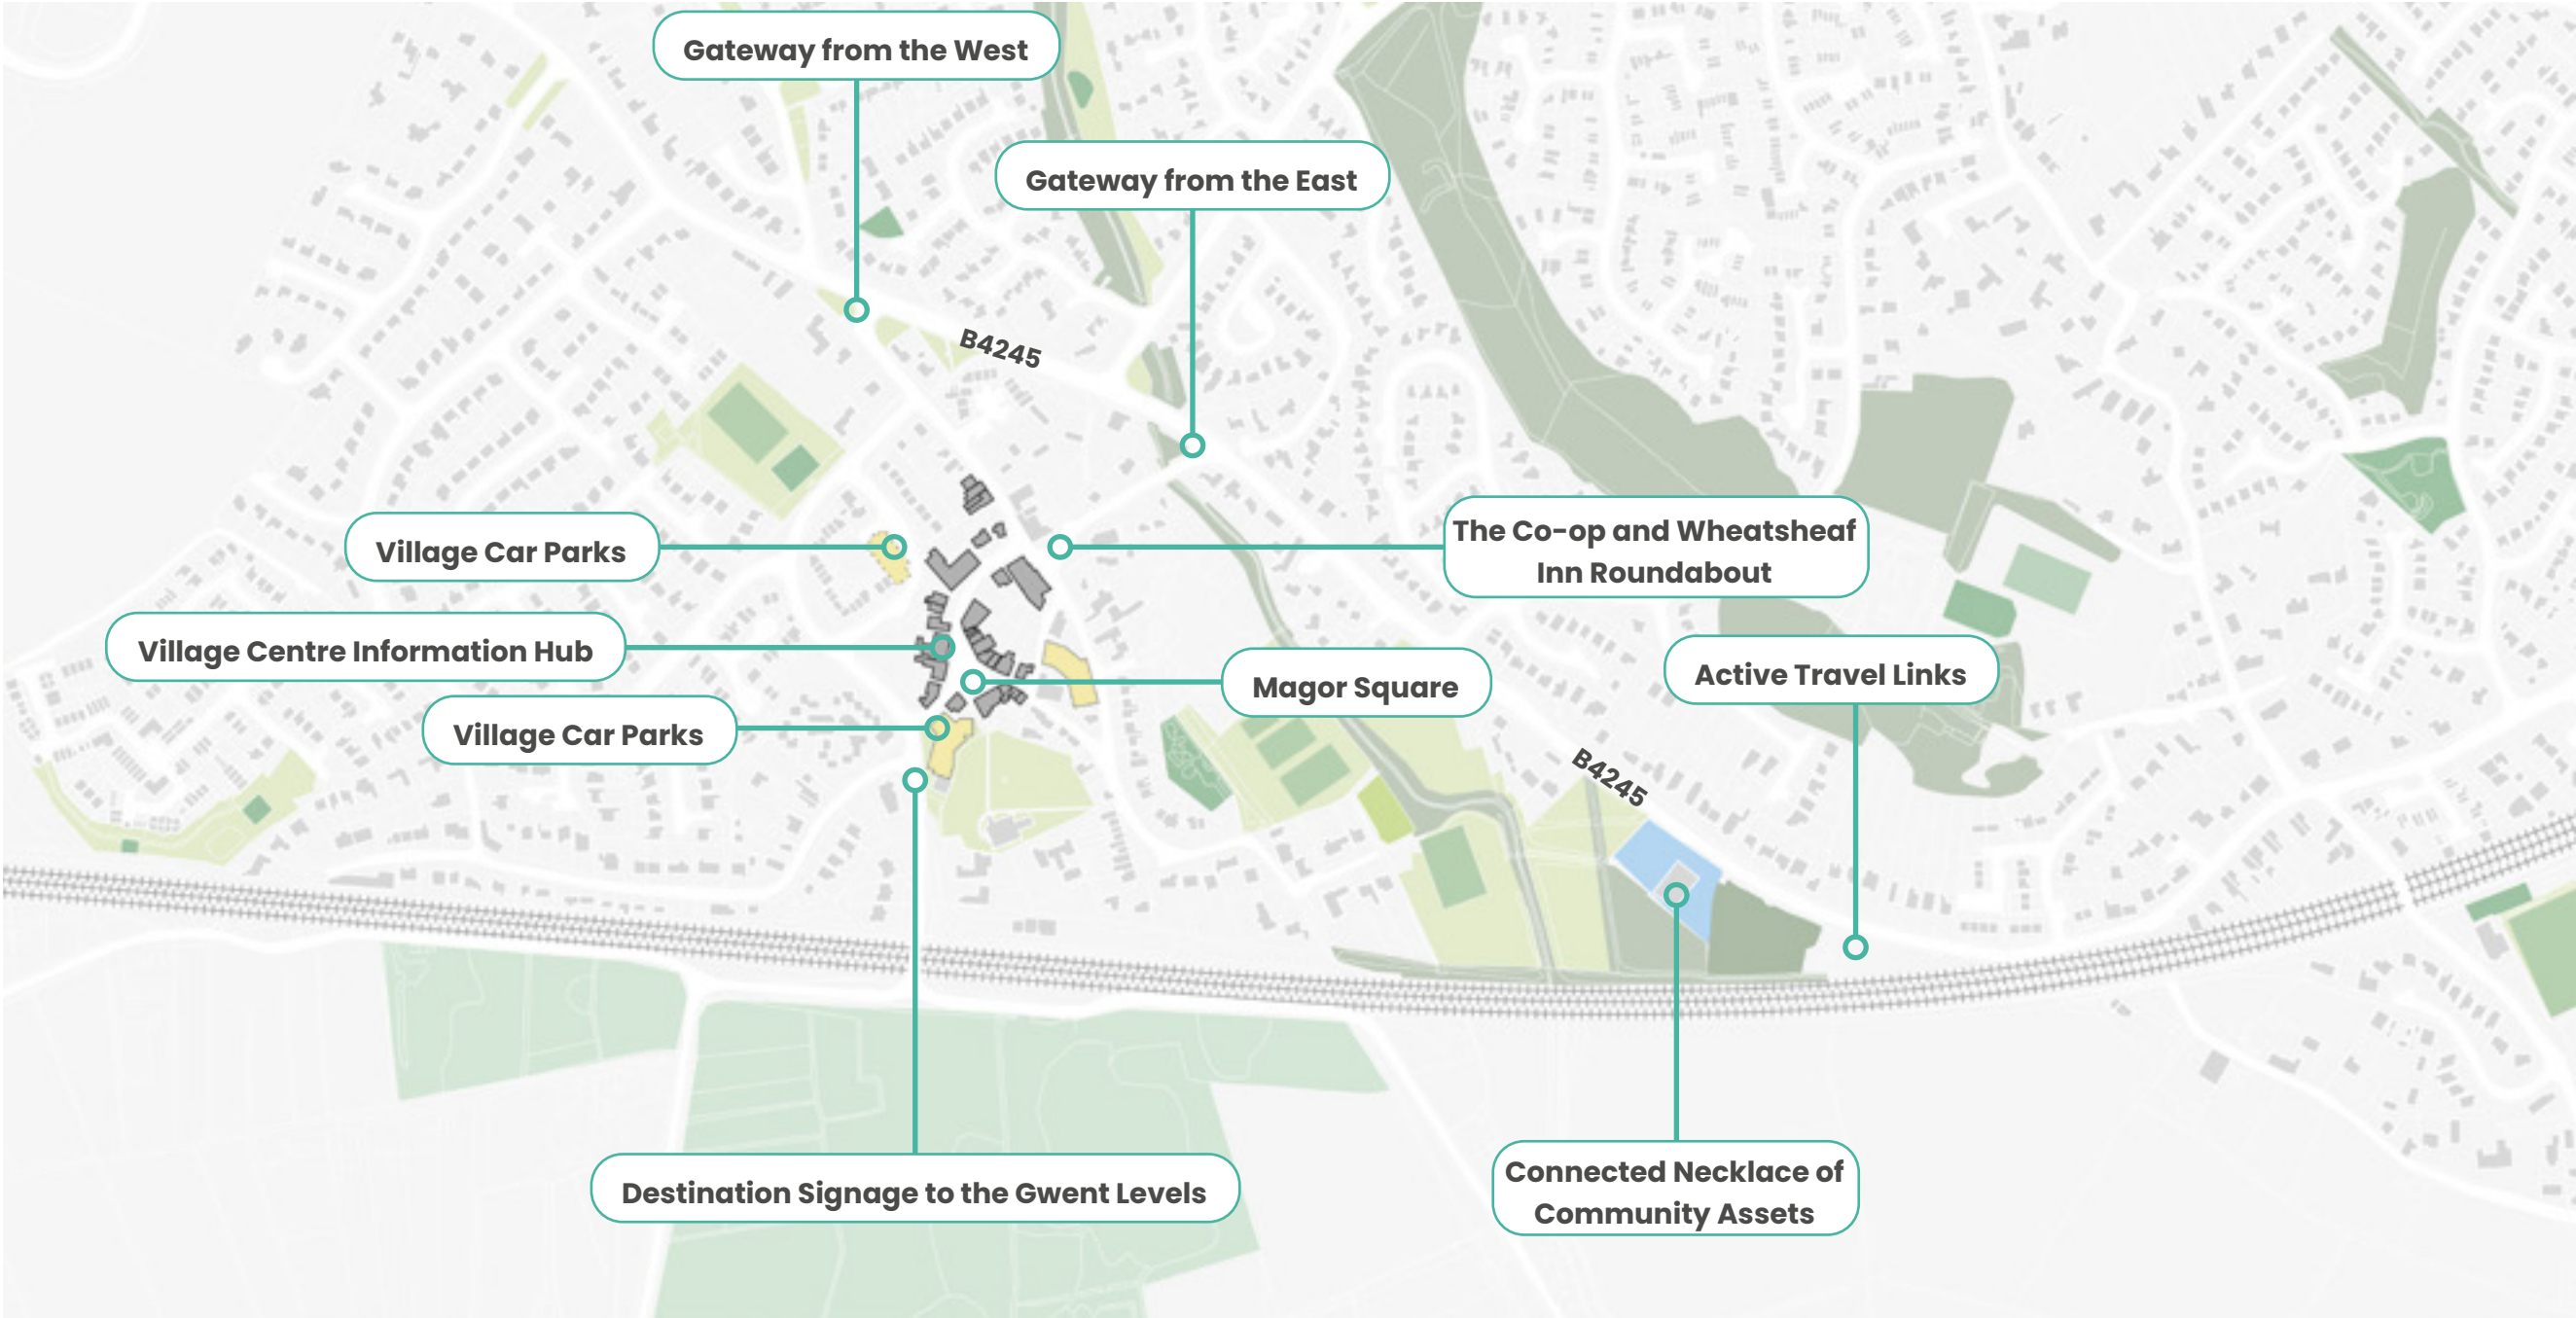 Gateway from the West
Gateway from the East
B4245
The Co-op and Wheatsheaf
Inn Roundabout
Village Car Parks
Village Centre Information Hub
Magor Square
Active Travel Links
Village Car Parks
B4245
Destination Signage to the Gwent Levels
Connected Necklace of
Community Assets